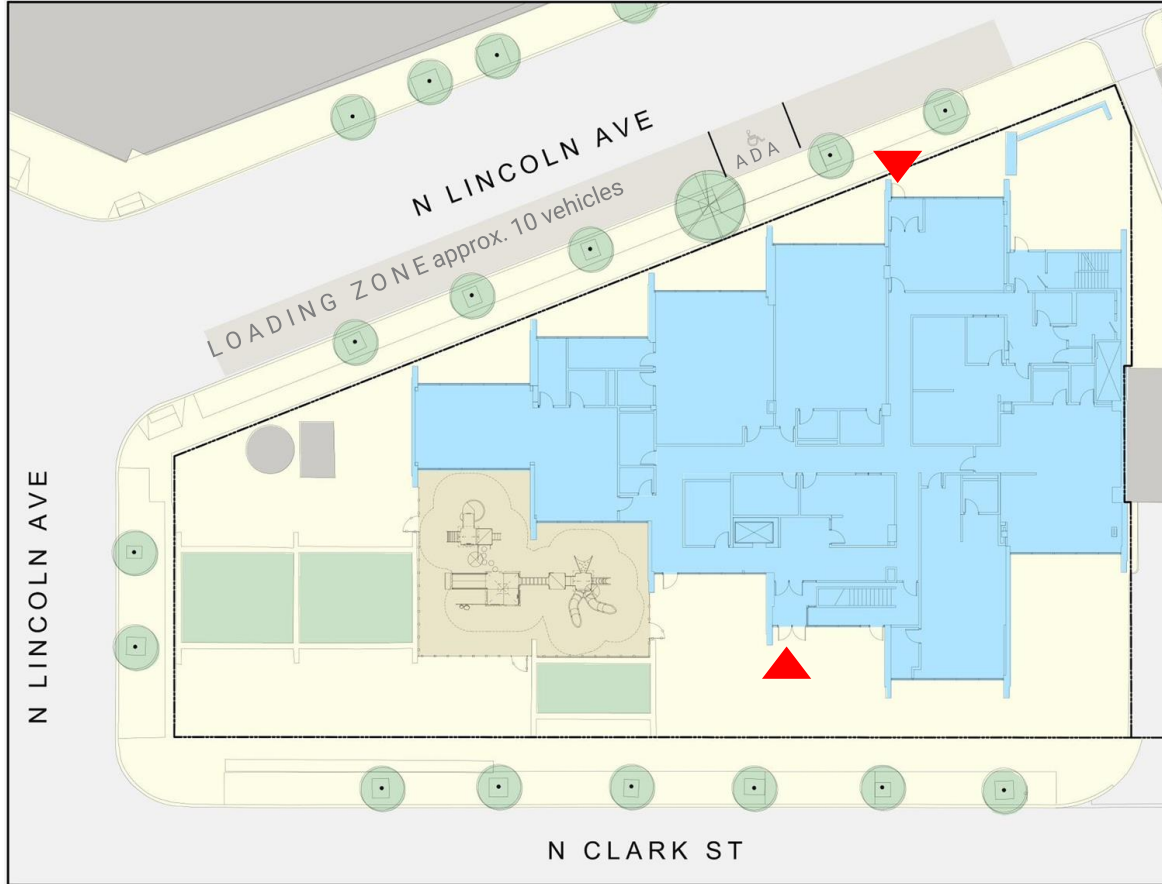 N LINCOLN AVE
ADA
LOADING ZONE approx. 10 vehicles
N LINCOLN AVE
N CLARK ST